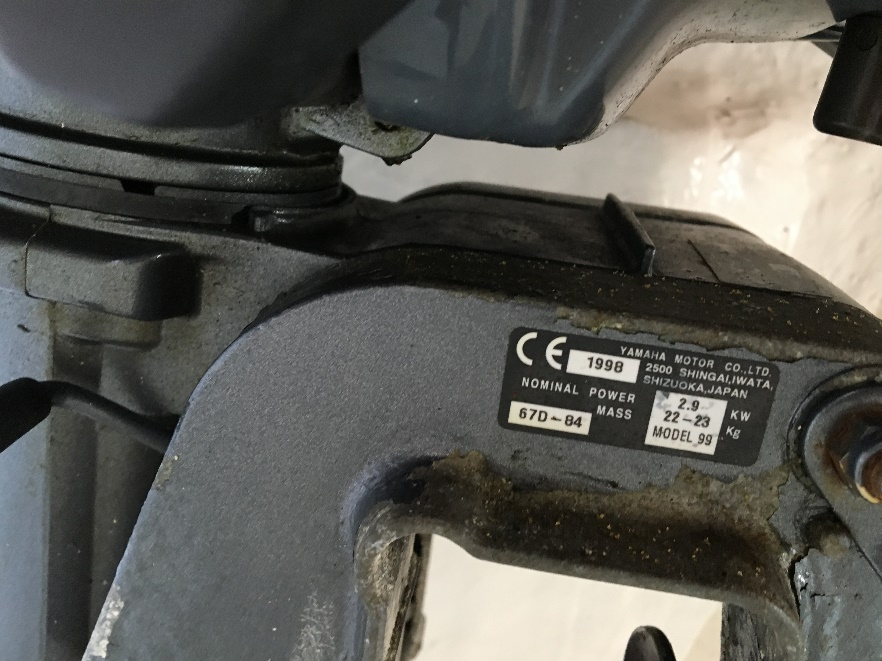 CE 1998 YAMAHA MOTOR CO.,LTD.
2500 SHINGAI,IWATA,
SHIZUOKA,JAPAN
NOMINAL POWER 2.9 KW
MASS 22-23 Kg
67D-84 MODEL 99